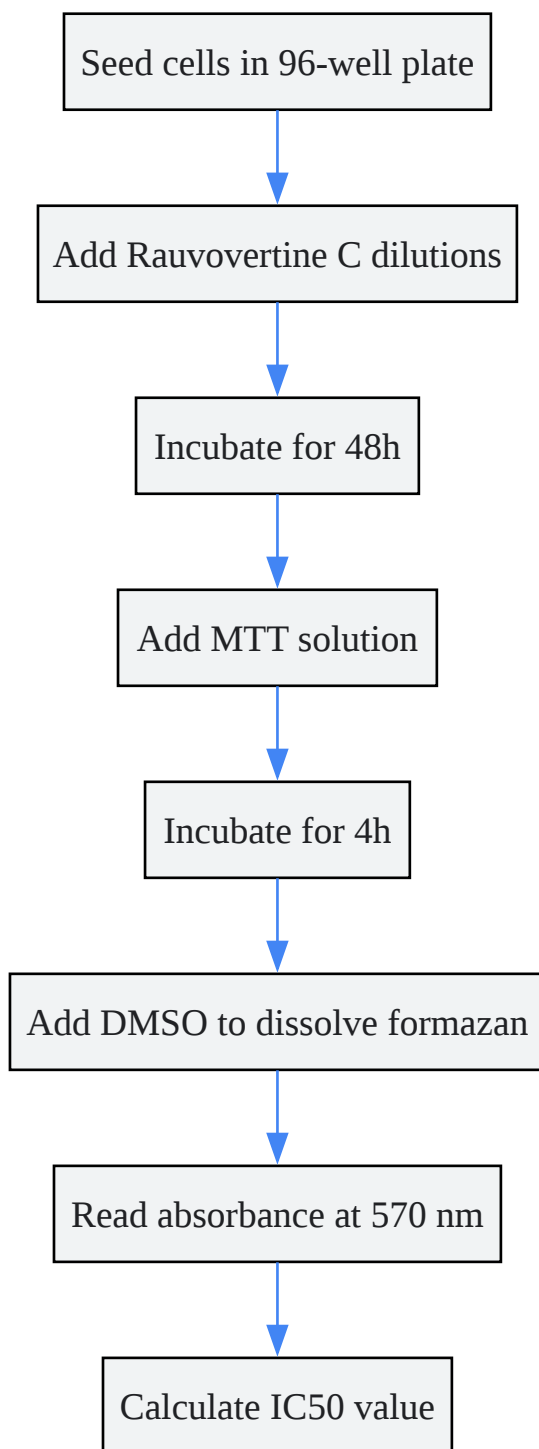 Seed cells in 96-well plate
Add Rauvovertine C dilutions
Incubate for 48h
Add MTT solution
Incubate for 4h
Add DMSO to dissolve formazan
Read absorbance at 570 nm
Calculate IC50 value